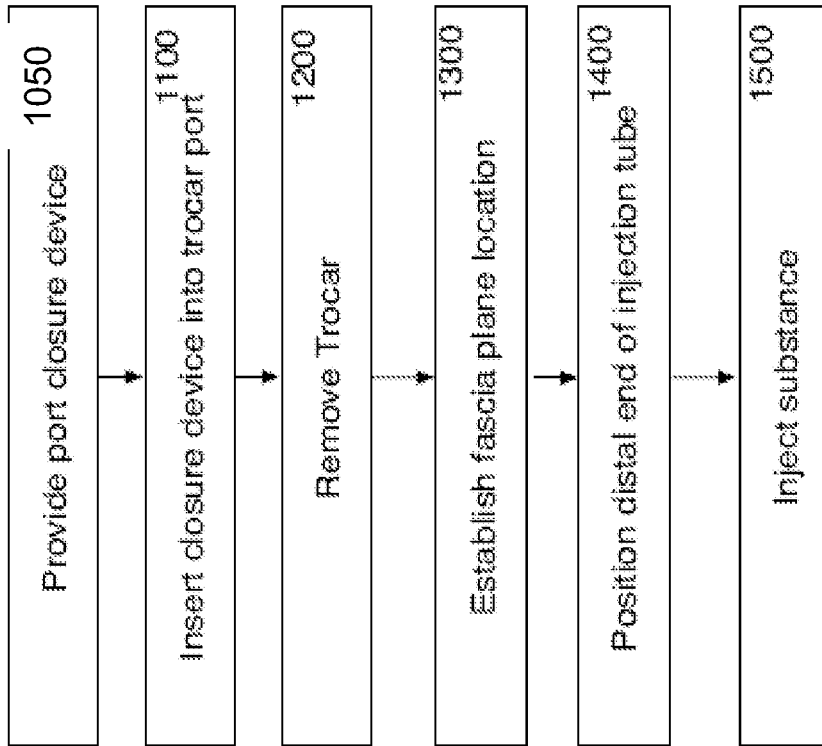 Provide port closure device
1050
Insert closure device into trocar port
1100
Remove Trocar
1200
Establish fascia plane location
1300
Position distal end of injection tube
1400
Inject substance
1500